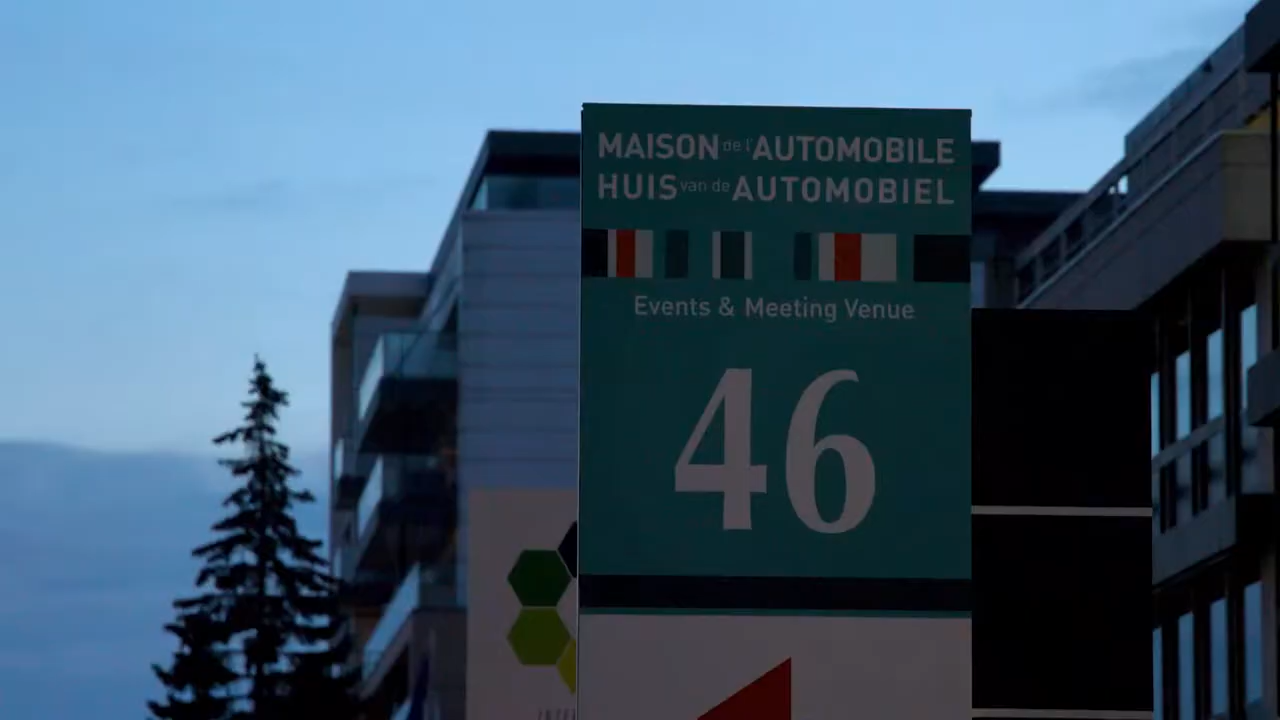 MAISON de l' AUTOMOBILE
HUIS van de AUTOMOBIEL
Events & Meeting Venue
46